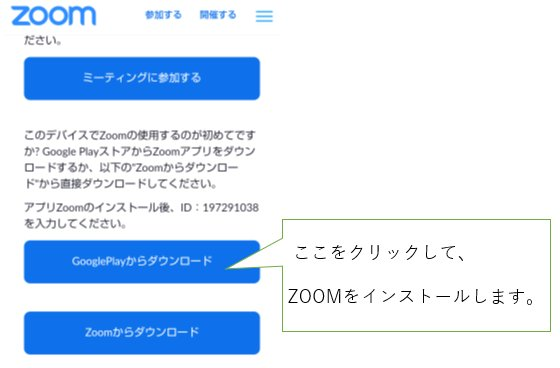 zoom 参加する 開催する
ださい。
ミーティングに参加する
このデバイスでZoomの使用するのが初めてです
か? Google PlayストアからZoomアプリをダウン
ロードするか、以下の"Zoomからダウンロー
ド"から直接ダウンロードしてください。
アプリZoomのインストール後、ID：197291038
を入力してください。
GooglePlayからダウンロード
ここをクリックして、
ZOOMをインストールします。
Zoomからダウンロード